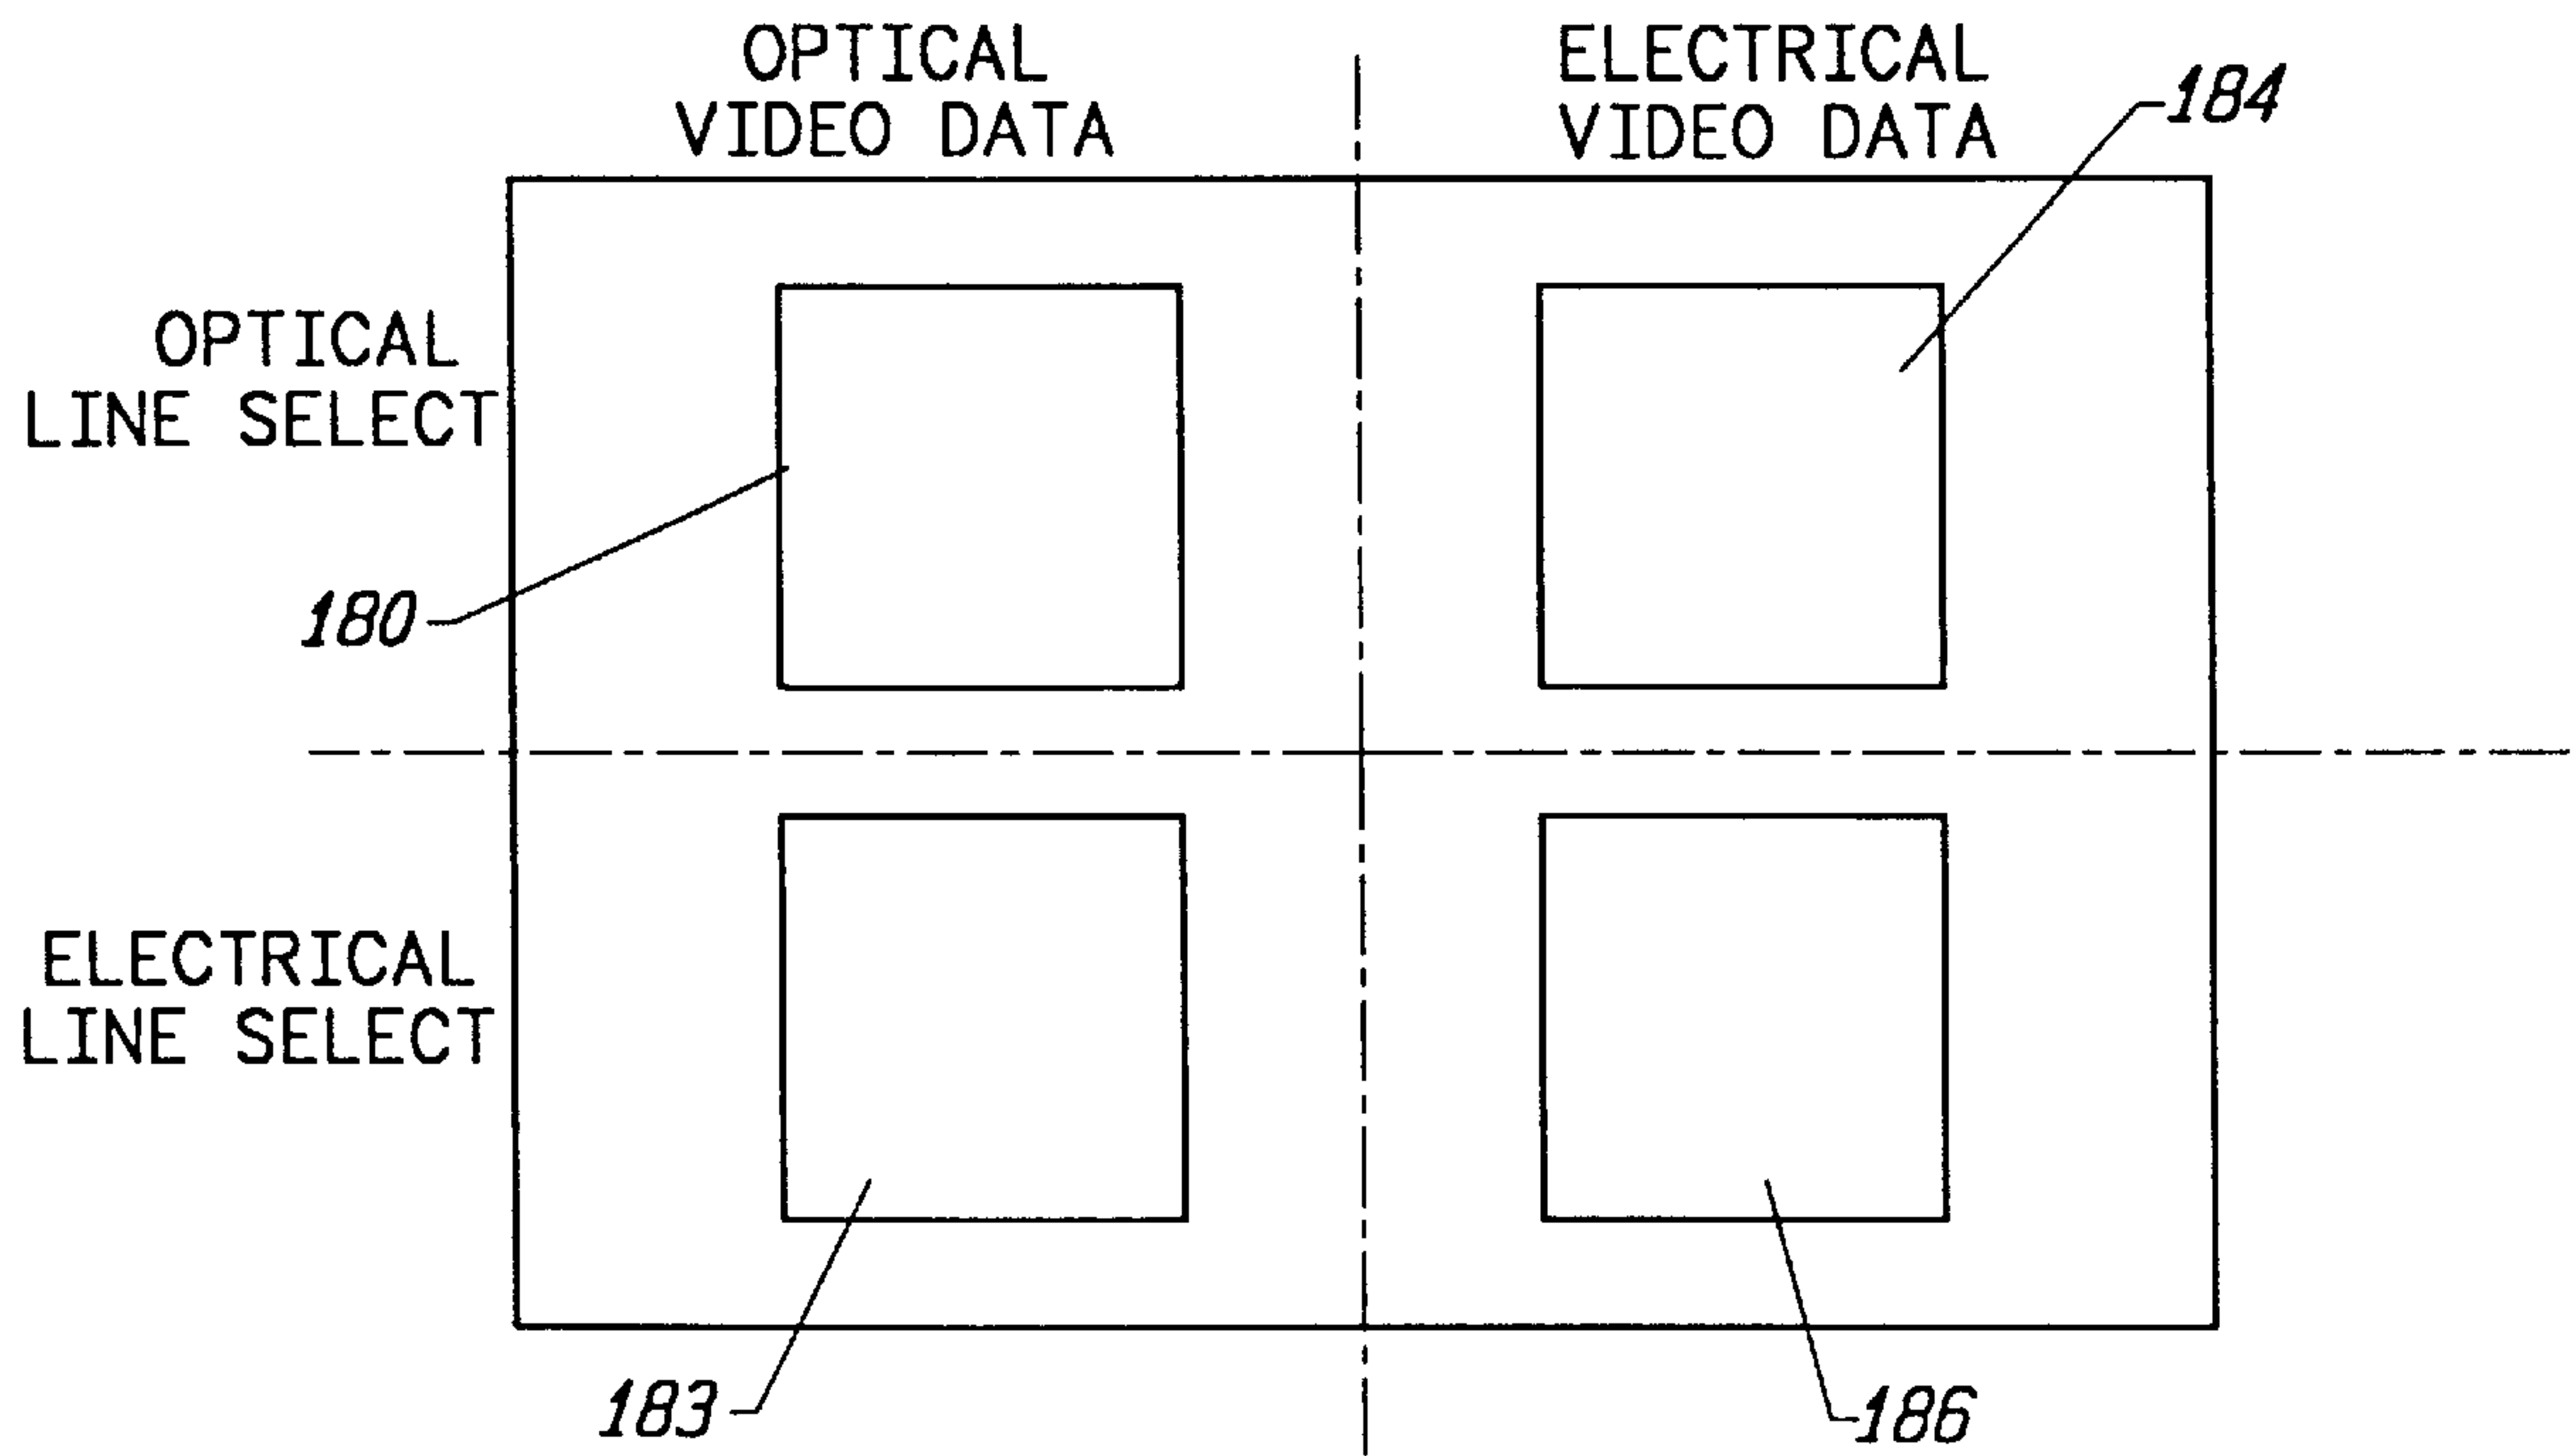 OPTICAL
VIDEO DATA
ELECTRICAL
VIDEO DATA
184
OPTICAL
LINE SELECT
180
ELECTRICAL
LINE SELECT
183
186